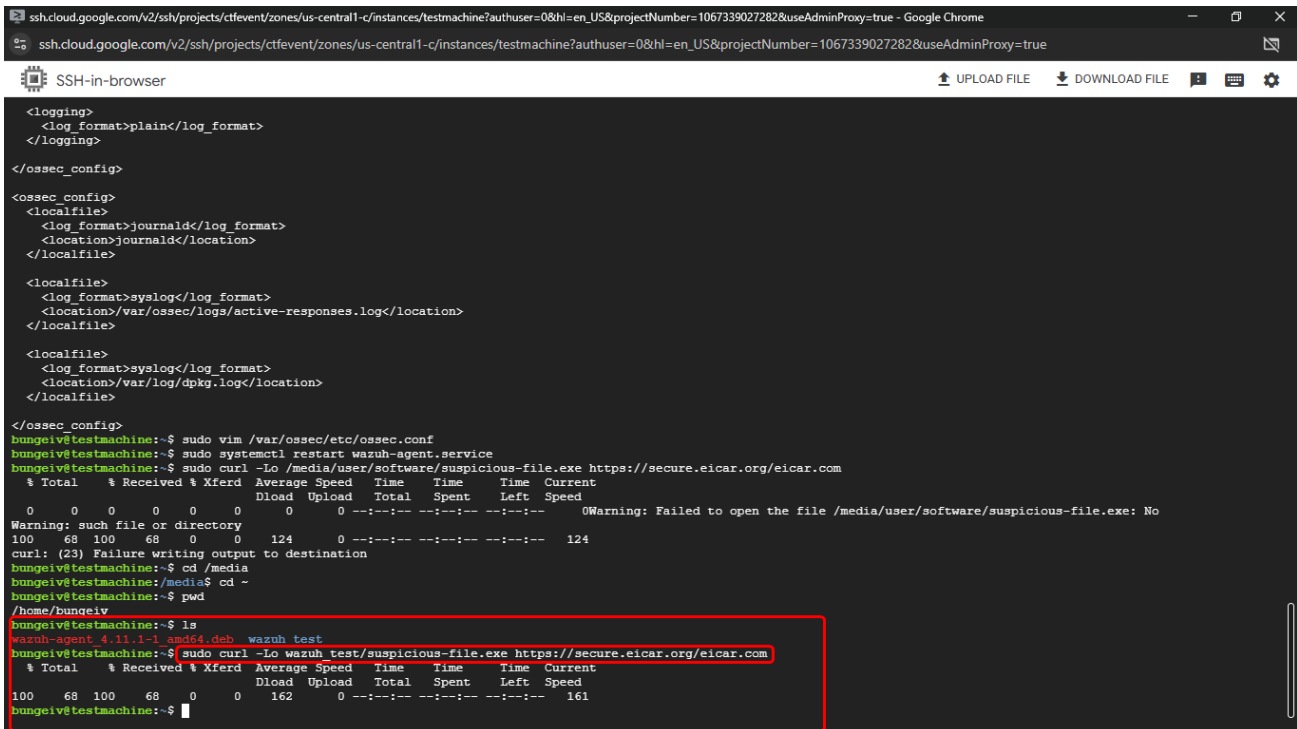 ssh.cloud.google.com/v2/ssh/projects/ctfevent/zones/us-central1-c/instances/testmachine?authuser=0&hl=en_US&projectNumber=1067339027282&useAdminProxy=true - Google Chrome
ssh.cloud.google.com/v2/ssh/projects/ctfevent/zones/us-central1-c/instances/testmachine?authuser=0&hl=en_US&projectNumber=1067339027282&useAdminProxy=true
SSH-in-browser UPLOAD FILE DOWNLOAD FILE
<logging>
<log_format>plain</log_format>
</logging>
</ossec_config>
<ossec_config>
<localfile>
<log_format>journald</log_format>
<location>journald</location>
</localfile>
<localfile>
<log_format>syslog</log_format>
<location>/var/ossec/logs/active-responses.log</location>
</localfile>
<localfile>
<log_format>syslog</log_format>
<location>/var/log/dpkg.log</location>
</localfile>
</ossec_config>
bungeiv@testmachine:~$ sudo vim /var/ossec/etc/ossec.conf
bungeiv@testmachine:~$ sudo systemctl restart wazuh-agent.service
bungeiv@testmachine:~$ sudo curl -Lo /media/user/software/suspicious-file.exe https://secure.eicar.org/eicar.com
% Total % Received % Xferd Average Speed Time Time Time Current
Dload Upload Total Spent Left Speed
0 0 0 0 0 0 0 0 --:--:-- --:--:-- --:--:-- 0Warning: Failed to open the file /media/user/software/suspicious-file.exe: No
Warning: such file or directory
100 68 100 68 0 0 124 0 --:--:-- --:--:-- --:--:-- 124
curl: (23) Failure writing output to destination
bungeiv@testmachine:~$ cd /media
bungeiv@testmachine:/media$ cd ~
bungeiv@testmachine:~$ pwd
/home/bungeiv
bungeiv@testmachine:~$ ls
wazuh-agent_4.11.1-1_amd64.deb wazuh_test
bungeiv@testmachine:~$ sudo curl -Lo wazuh_test/suspicious-file.exe https://secure.eicar.org/eicar.com
% Total % Received % Xferd Average Speed Time Time Time Current
Dload Upload Total Spent Left Speed
100 68 100 68 0 0 162 0 --:--:-- --:--:-- --:--:-- 161
bungeiv@testmachine:~$